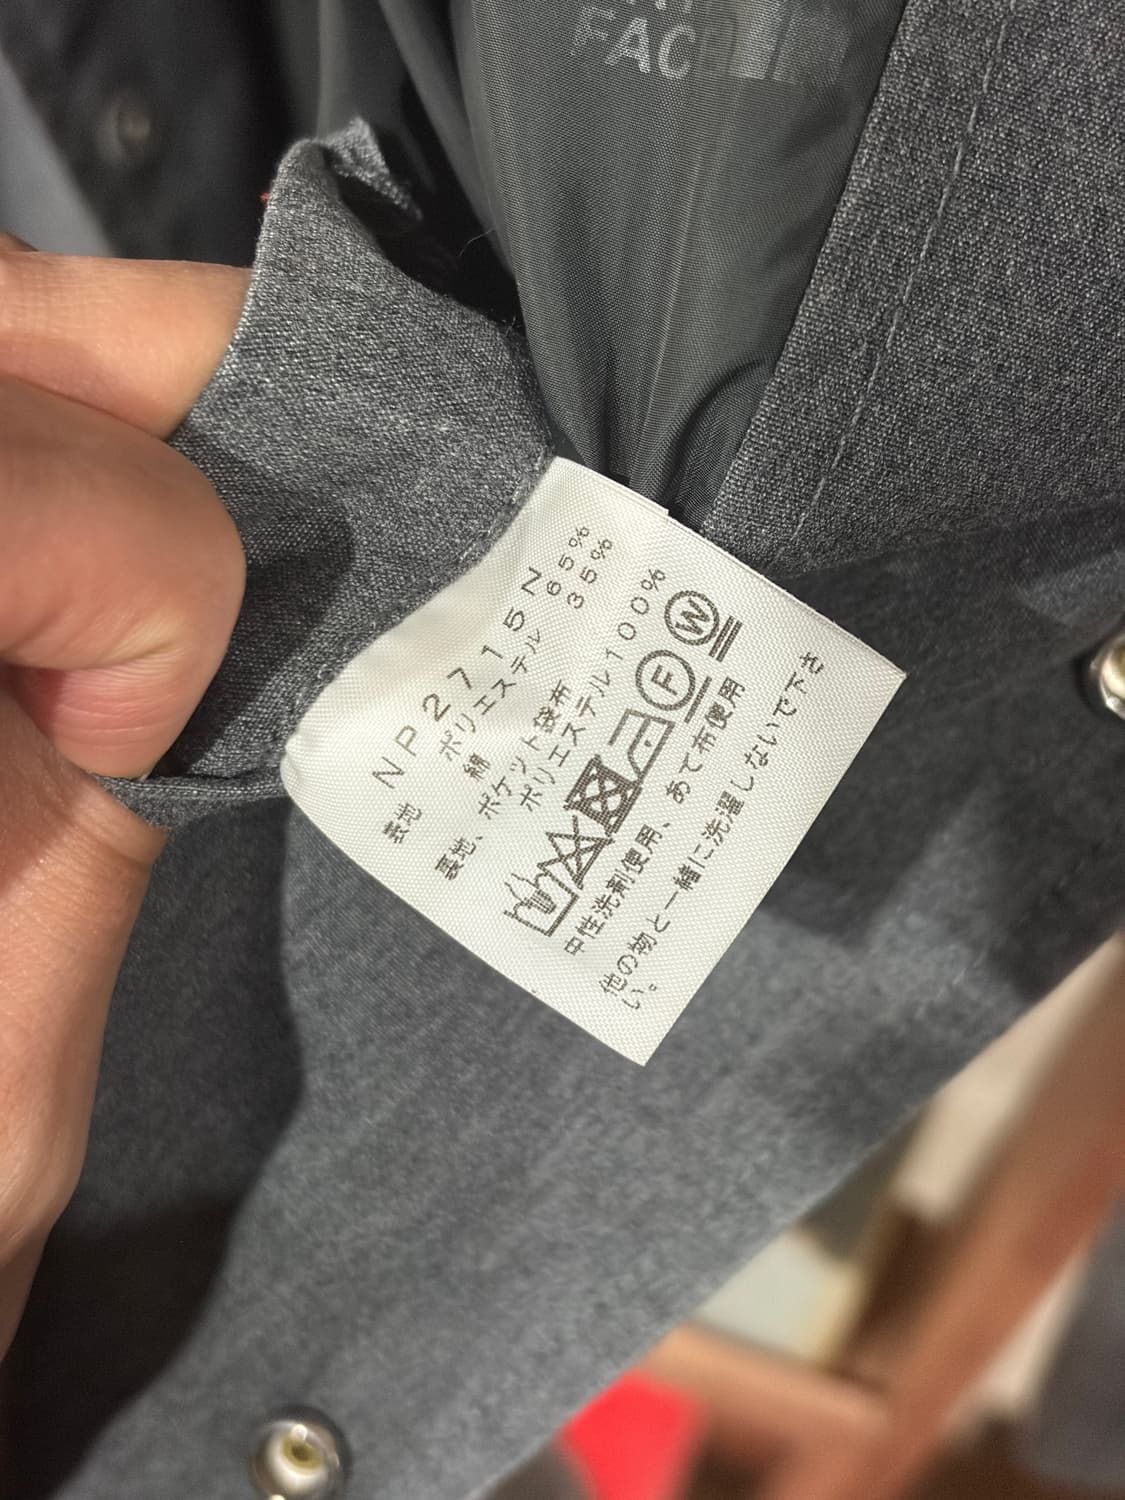 FAC
NP2715N
表地 ポリエステル 65%
綿 35%
裏地、ポケット袋布
ポリエステル100%
F W
中性洗剤使用、あて布使用
他の物と一緒に洗濯しないで下さ
い。